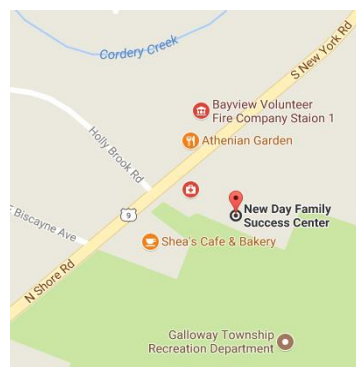 Cordery Creek
S New York Rd
Bayview Volunteer
Fire Company Staion 1
Athenian Garden
Holly Brook Rd
New Day Family
Success Center
9
E Biscayne Ave
Shea's Cafe & Bakery
N Shore Rd
Galloway Township
Recreation Department